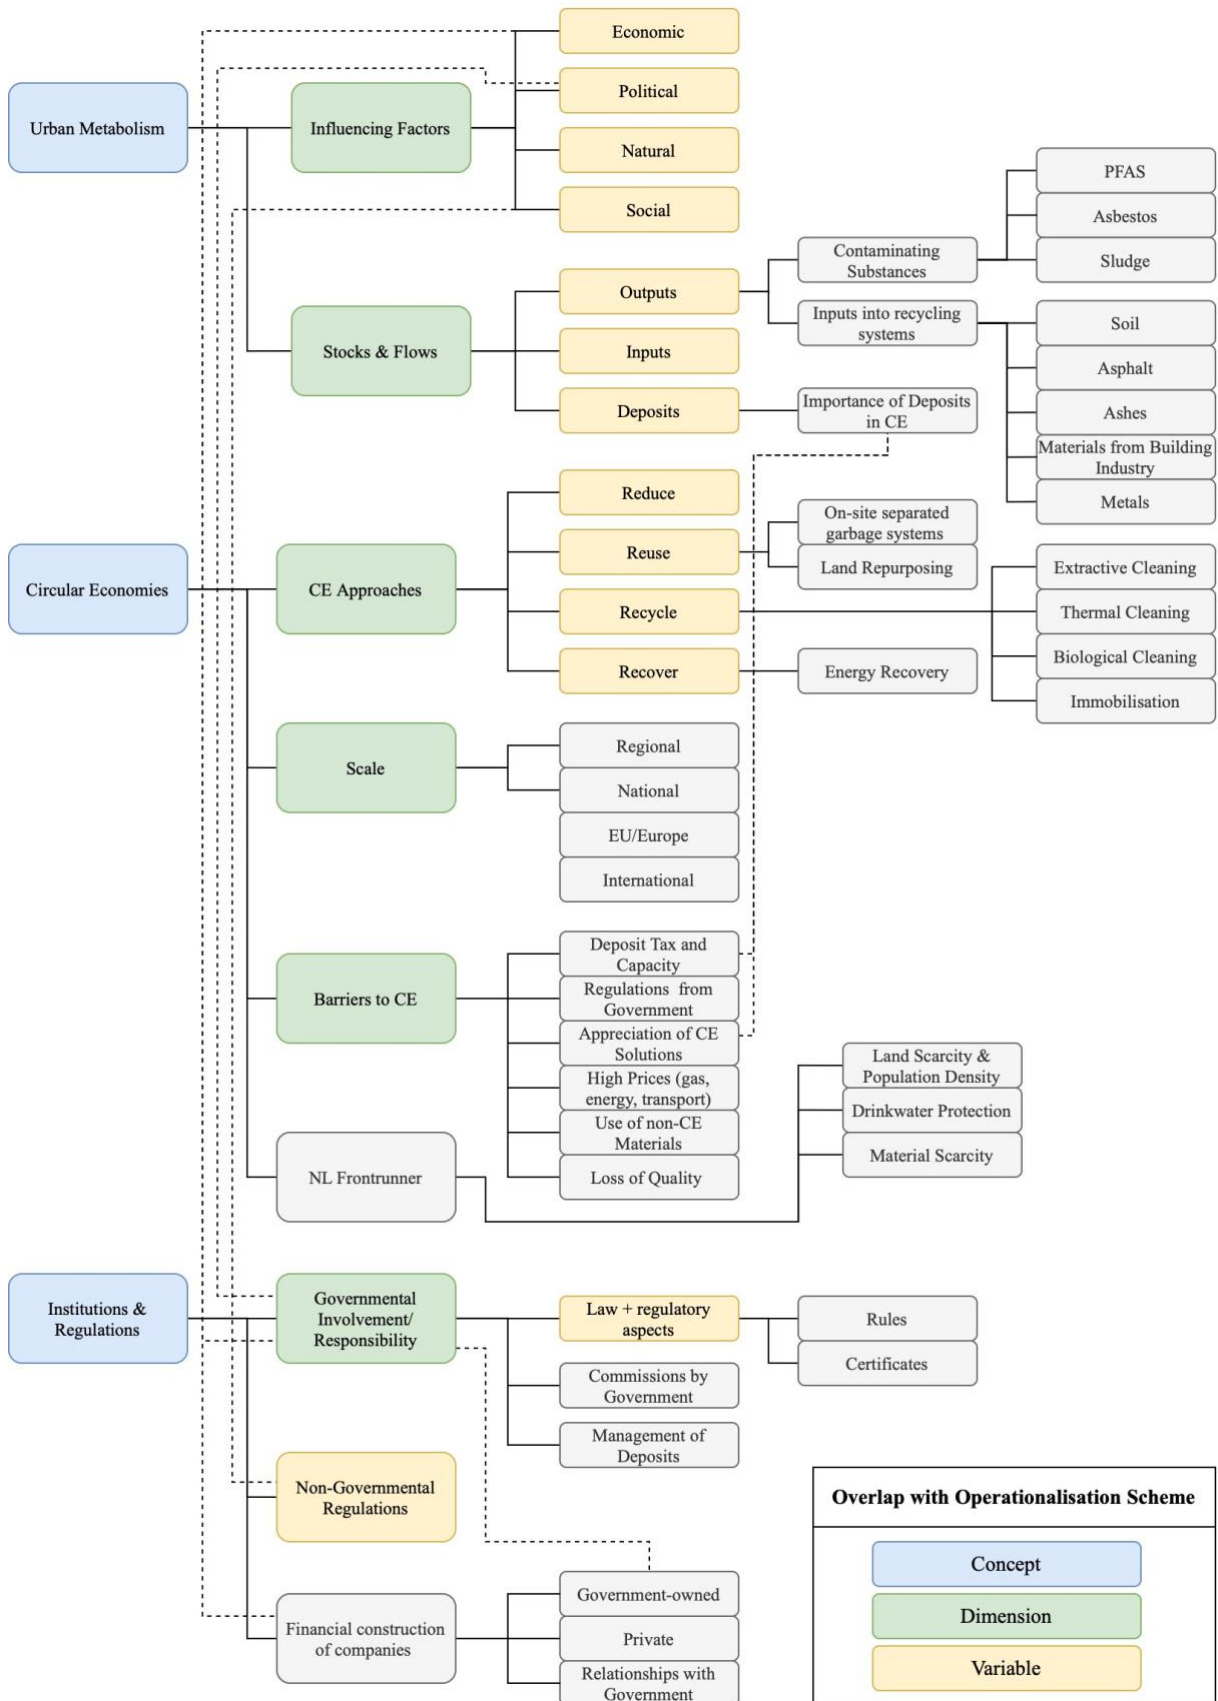 Economic
Political
Urban Metabolism
Influencing Factors
Natural
Social
PFAS
Asbestos
Sludge
Contaminating
Substances
Outputs
Inputs into recycling
systems
Stocks & Flows
Inputs
Deposits
Importance of Deposits
in CE
Soil
Asphalt
Ashes
Materials from Building
Industry
Metals
Reduce
Reuse
On-site separated
garbage systems
Land Repurposing
Circular Economies
CE Approaches
Recycle
Recover
Energy Recovery
Extractive Cleaning
Thermal Cleaning
Biological Cleaning
Immobilisation
Scale
Regional
National
EU/Europe
International
Barriers to CE
Deposit Tax and
Capacity
Regulations from
Government
Appreciation of CE
Solutions
High Prices (gas,
energy, transport)
Use of non-CE
Materials
Loss of Quality
NL Frontrunner
Land Scarcity &
Population Density
Drinkwater Protection
Material Scarcity
Institutions &
Regulations
Governmental
Involvement/
Responsibility
Law + regulatory
aspects
Rules
Certificates
Commissions by
Government
Management of
Deposits
Non-Governmental
Regulations
Financial construction
of companies
Government-owned
Private
Relationships with
Government
Overlap with Operationalisation Scheme
Concept
Dimension
Variable